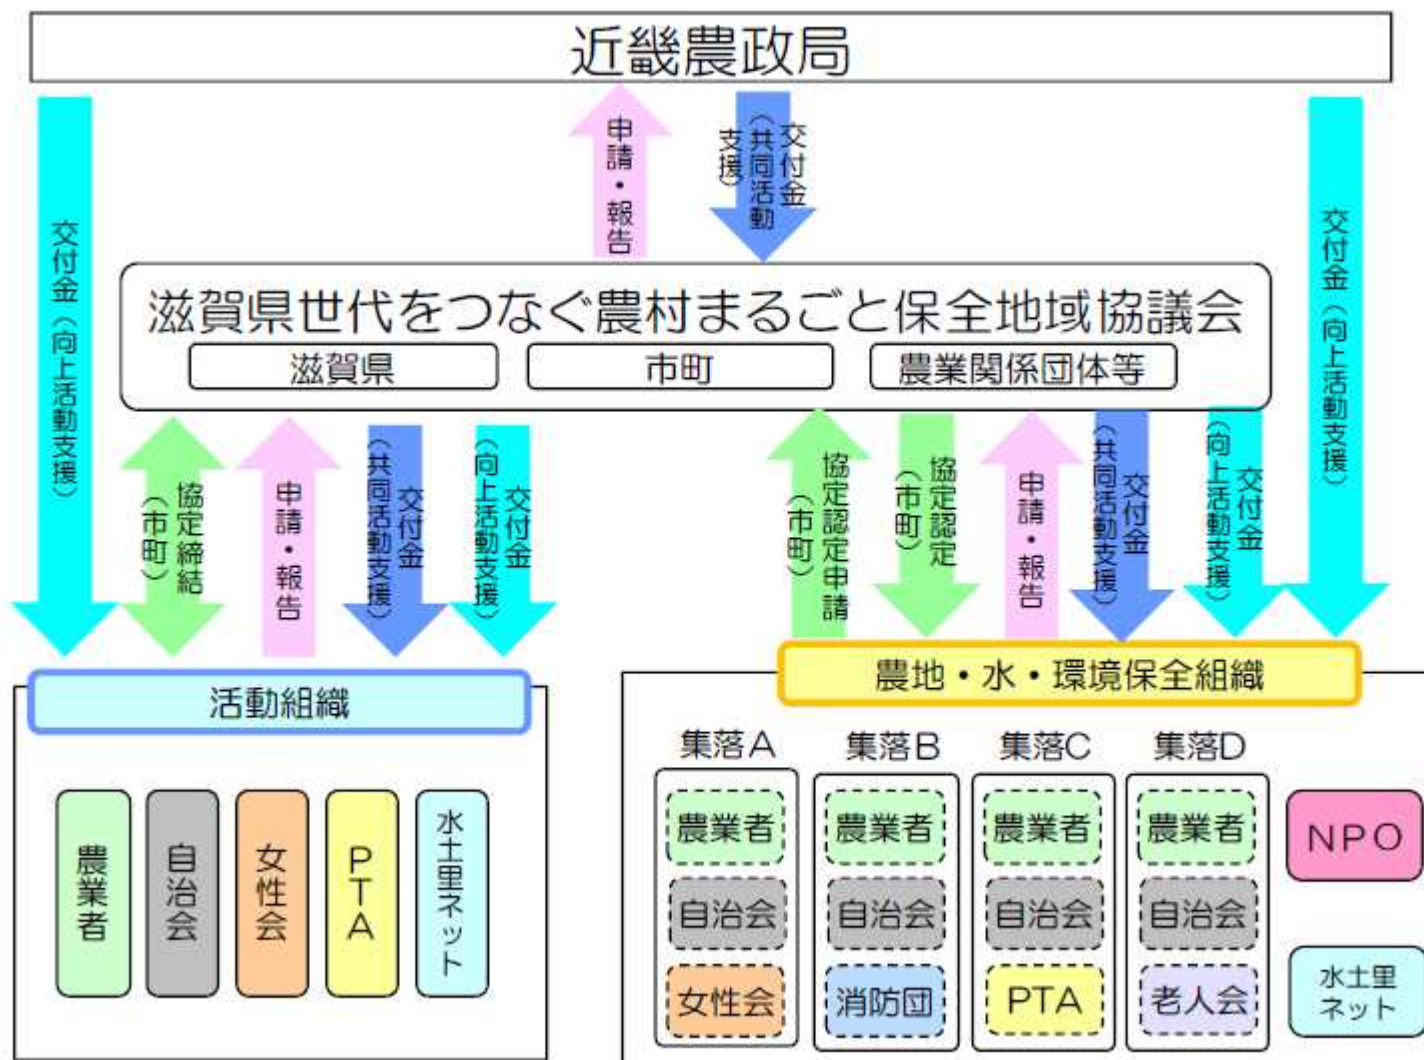 近畿農政局
申請・報告
交付金
（共同活動
支援）
交付金（向上活動支援）
交付金（向上活動支援）
滋賀県世代をつなぐ農村まるごと保全地域協議会
滋賀県
市町
農業関係団体等
協定締結
（市町）
申請・報告
交付金
（共同活動支援）
交付金
（向上活動支援）
協定認定申請
（市町）
協定認定
（市町）
申請・報告
交付金
（共同活動支援）
交付金
（向上活動支援）
活動組織
農業者
自治会
女性会
PTA
水土里ネット
農地・水・環境保全組織
集落A
集落B
集落C
集落D
農業者
農業者
農業者
農業者
NPO
自治会
自治会
自治会
自治会
女性会
消防団
PTA
老人会
水土里
ネット